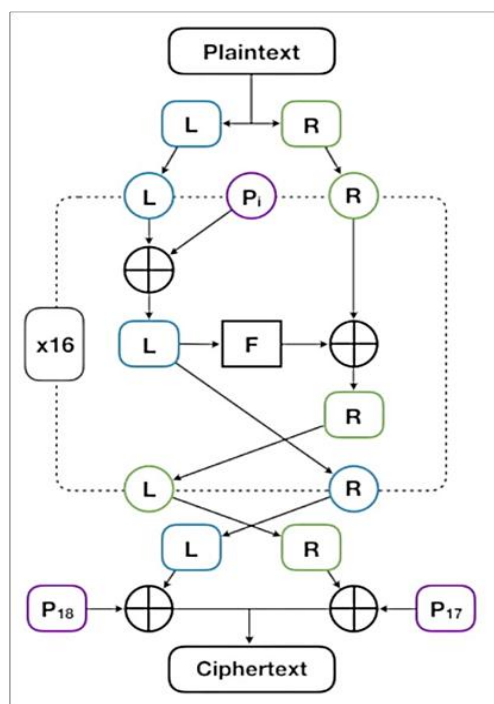 Plaintext
L R
L Pᵢ R
x16 L F
R
L R
L R
P₁₈ P₁₇
Ciphertext